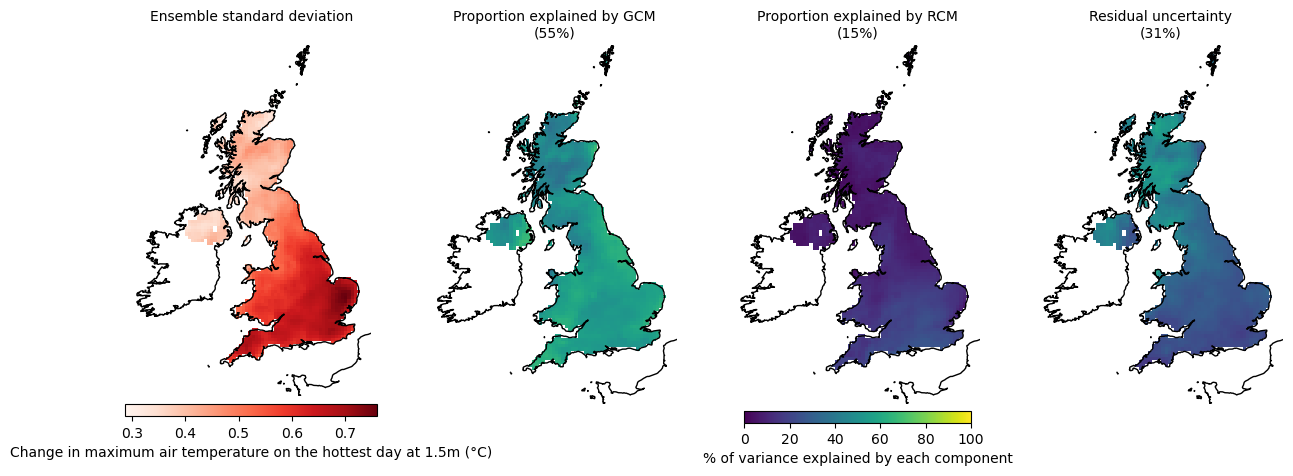 Ensemble standard deviation
Proportion explained by GCM
(55%)
Proportion explained by RCM
(15%)
Residual uncertainty
(31%)
0.3 0.4 0.5 0.6 0.7
Change in maximum air temperature on the hottest day at 1.5m (°C)
0 20 40 60 80 100
% of variance explained by each component